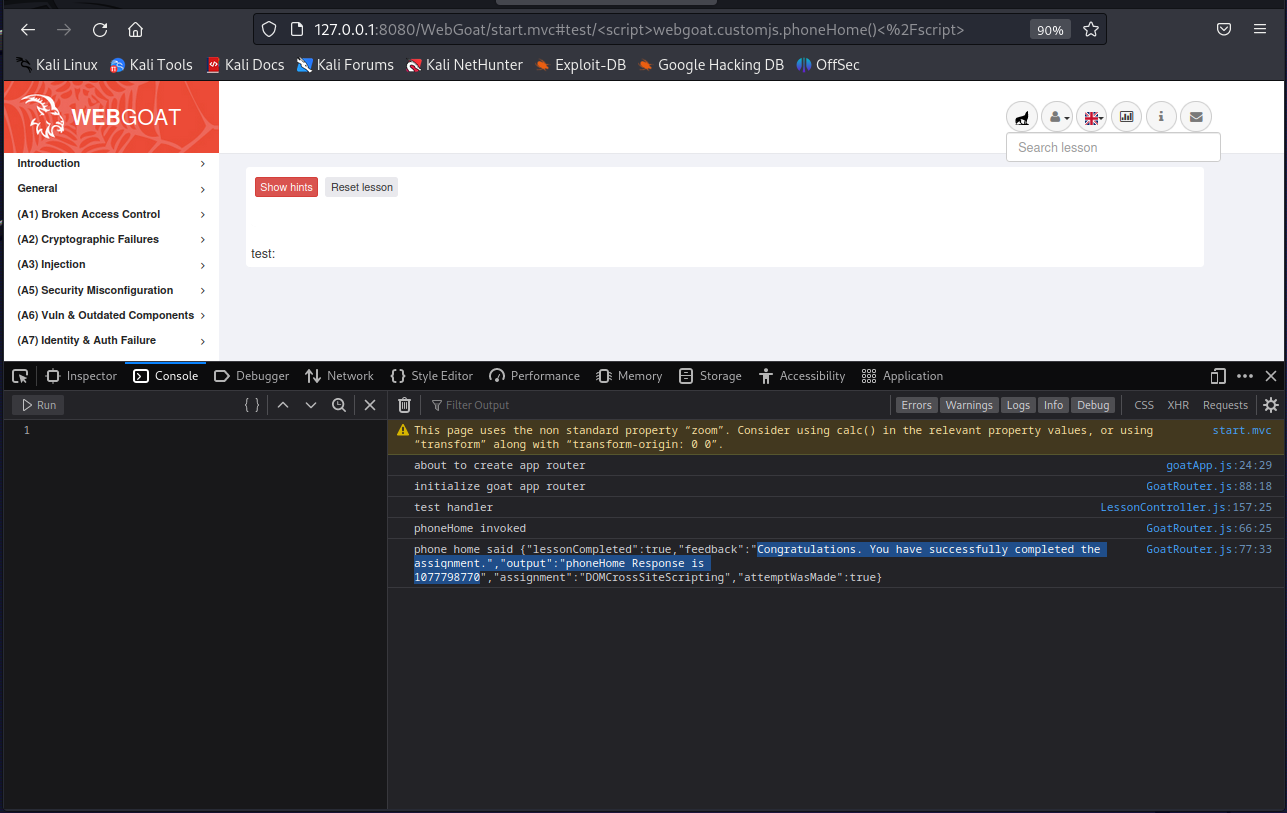 127.0.0.1:8080/WebGoat/start.mvc#test/<script>webgoat.customjs.phoneHome()<%2Fscript>
90%
Kali Linux
Kali Tools
Kali Docs
Kali Forums
Kali NetHunter
Exploit-DB
Google Hacking DB
OffSec
WEBGOAT
Search lesson
Introduction
General
(A1) Broken Access Control
(A2) Cryptographic Failures
(A3) Injection
(A5) Security Misconfiguration
(A6) Vuln & Outdated Components
(A7) Identity & Auth Failure
Show hints
Reset lesson
test:
Inspector
Console
Debugger
Network
Style Editor
Performance
Memory
Storage
Accessibility
Application
Run
Filter Output
Errors
Warnings
Logs
Info
Debug
CSS
XHR
Requests
1
This page uses the non standard property “zoom”. Consider using calc() in the relevant property values, or using start.mvc
“transform” along with “transform-origin: 0 0”.
about to create app router goatApp.js:24:29
initialize goat app router GoatRouter.js:88:18
test handler LessonController.js:157:25
phoneHome invoked GoatRouter.js:66:25
phone home said {"lessonCompleted":true,"feedback":"Congratulations. You have successfully completed the GoatRouter.js:77:33
assignment.","output":"phoneHome Response is
1077798770","assignment":"DOMCrossSiteScripting","attemptWasMade":true}